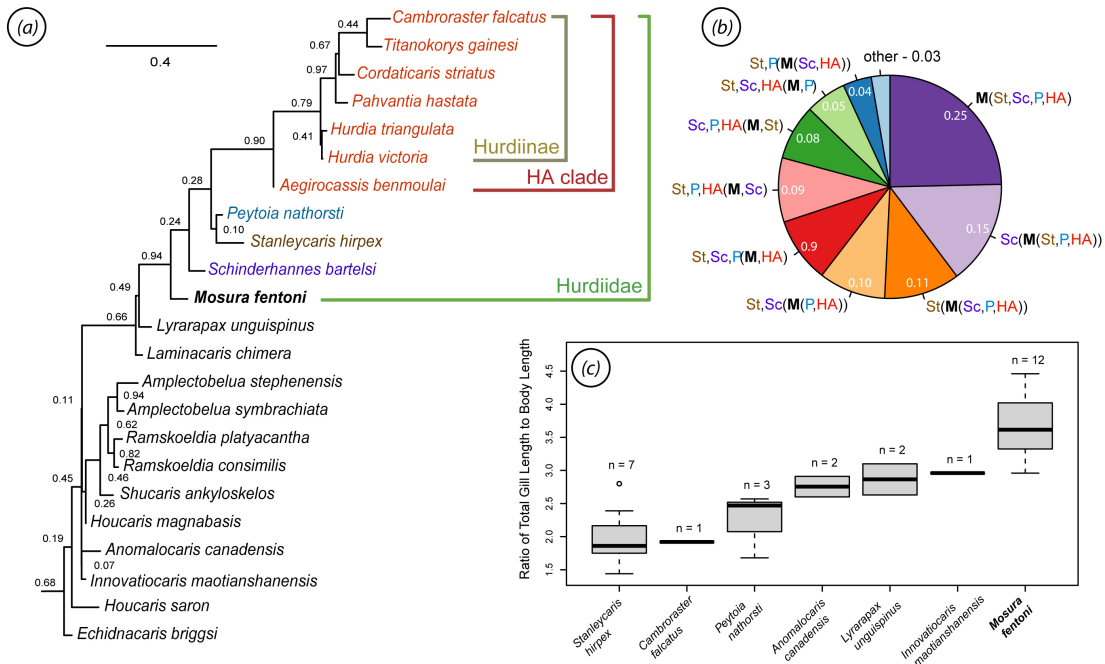 (a)
0.4
0.44
Cambroraster falcatus
Titanokorys gainesi
0.67
Cordaticaris striatus
0.97
Pahvantia hastata
0.79
Hurdia triangulata
0.41
Hurdia victoria
Hurdiinae
HA clade
0.90
Aegirocassis benmoulai
0.28
Peytoia nathorsti
0.10
Stanleycaris hirpex
0.24
Schinderhannes bartelsi
0.94
Mosura fentoni
Hurdiidae
0.49
Lyrarapax unguispinus
0.66
Laminacaris chimera
Amplectobelua stephenensis
0.94
Amplectobelua symbrachiata
0.11
0.62
Ramskoeldia platyacantha
0.82
Ramskoeldia consimilis
0.46
0.45
Shucaris ankyloskelos
0.26
Houcaris magnabasis
0.19
Anomalocaris canadensis
0.07
Innovatiocaris maotianshanensis
0.68
Houcaris saron
Echidnacaris briggsi
(b)
other - 0.03
St,P(M(Sc,HA))
0.04
St,Sc,HA(M,P)
0.05
M(St,Sc,P,HA)
0.25
Sc,P,HA(M,St)
0.08
St,P,HA(M,Sc)
0.09
Sc(M(St,P,HA))
0.15
St,Sc,P(M,HA)
0.9
St,Sc(M(P,HA))
0.10
0.11
St(M(Sc,P,HA))
(c)
Ratio of Total Gill Length to Body Length
4.5
4.0
3.5
3.0
2.5
2.0
1.5
n = 7
n = 1
n = 3
n = 2
n = 2
n = 1
n = 12
Stanleycaris
hirpex
Cambroraster
falcatus
Peytoia
nathorsti
Anomalocaris
canadensis
Lyrarapax
unguispinus
Innovatiocaris
maotianshanensis
Mosura
fentoni